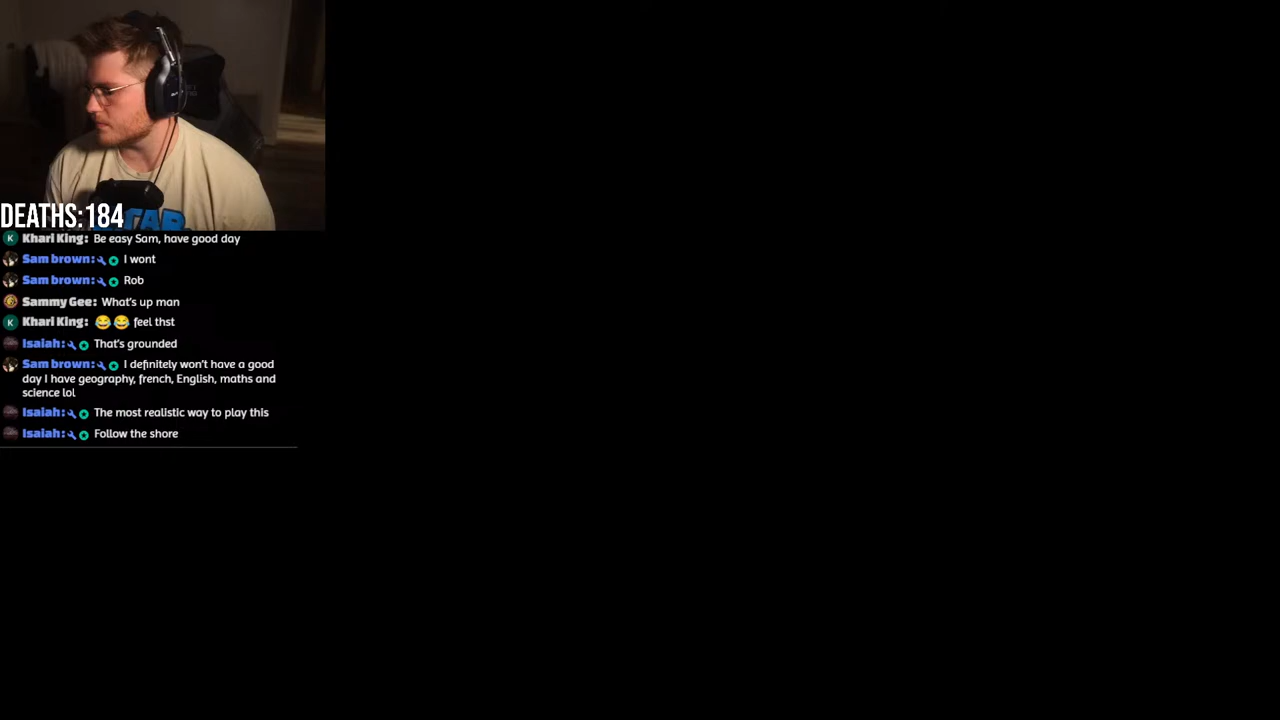 DEATHS:184
K Khari King: Be easy Sam, have good day
Sam brown: I wont
Sam brown: Rob
Sammy Gee: What's up man
K Khari King: 😂😂 feel thst
Isaiah: That's grounded
Sam brown: I definitely won't have a good
day I have geography, french, English, maths and
science lol
Isaiah: The most realistic way to play this
Isaiah: Follow the shore